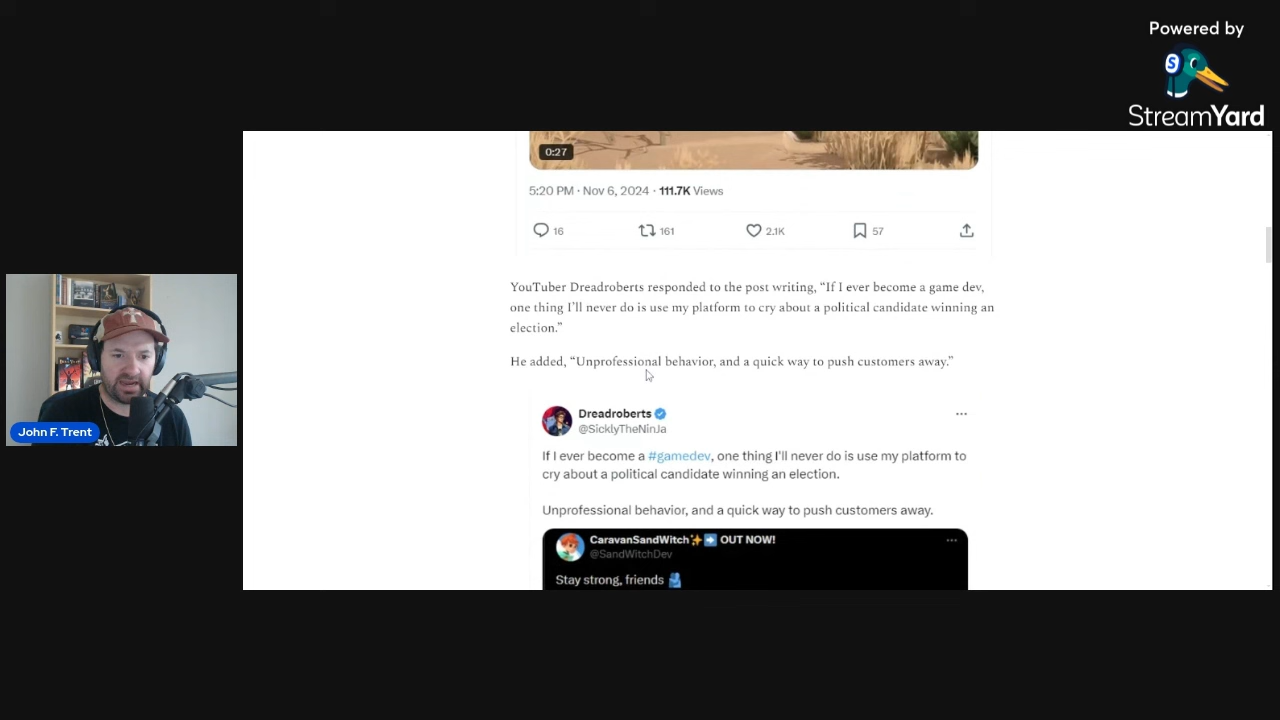 Powered by
StreamYard
0:27
5:20 PM · Nov 6, 2024 · 111.7K Views
16 161 2.1K 57
YouTuber Dreadroberts responded to the post writing, “If I ever become a game dev,
one thing I’ll never do is use my platform to cry about a political candidate winning an
election.”
He added, “Unprofessional behavior, and a quick way to push customers away.”
Dreadroberts
@SicklyTheNinJa
If I ever become a #gamedev, one thing I'll never do is use my platform to
cry about a political candidate winning an election.
Unprofessional behavior, and a quick way to push customers away.
CaravanSandWitch✨➡️ OUT NOW!
@SandWitchDev
Stay strong, friends 🫂
John F. Trent